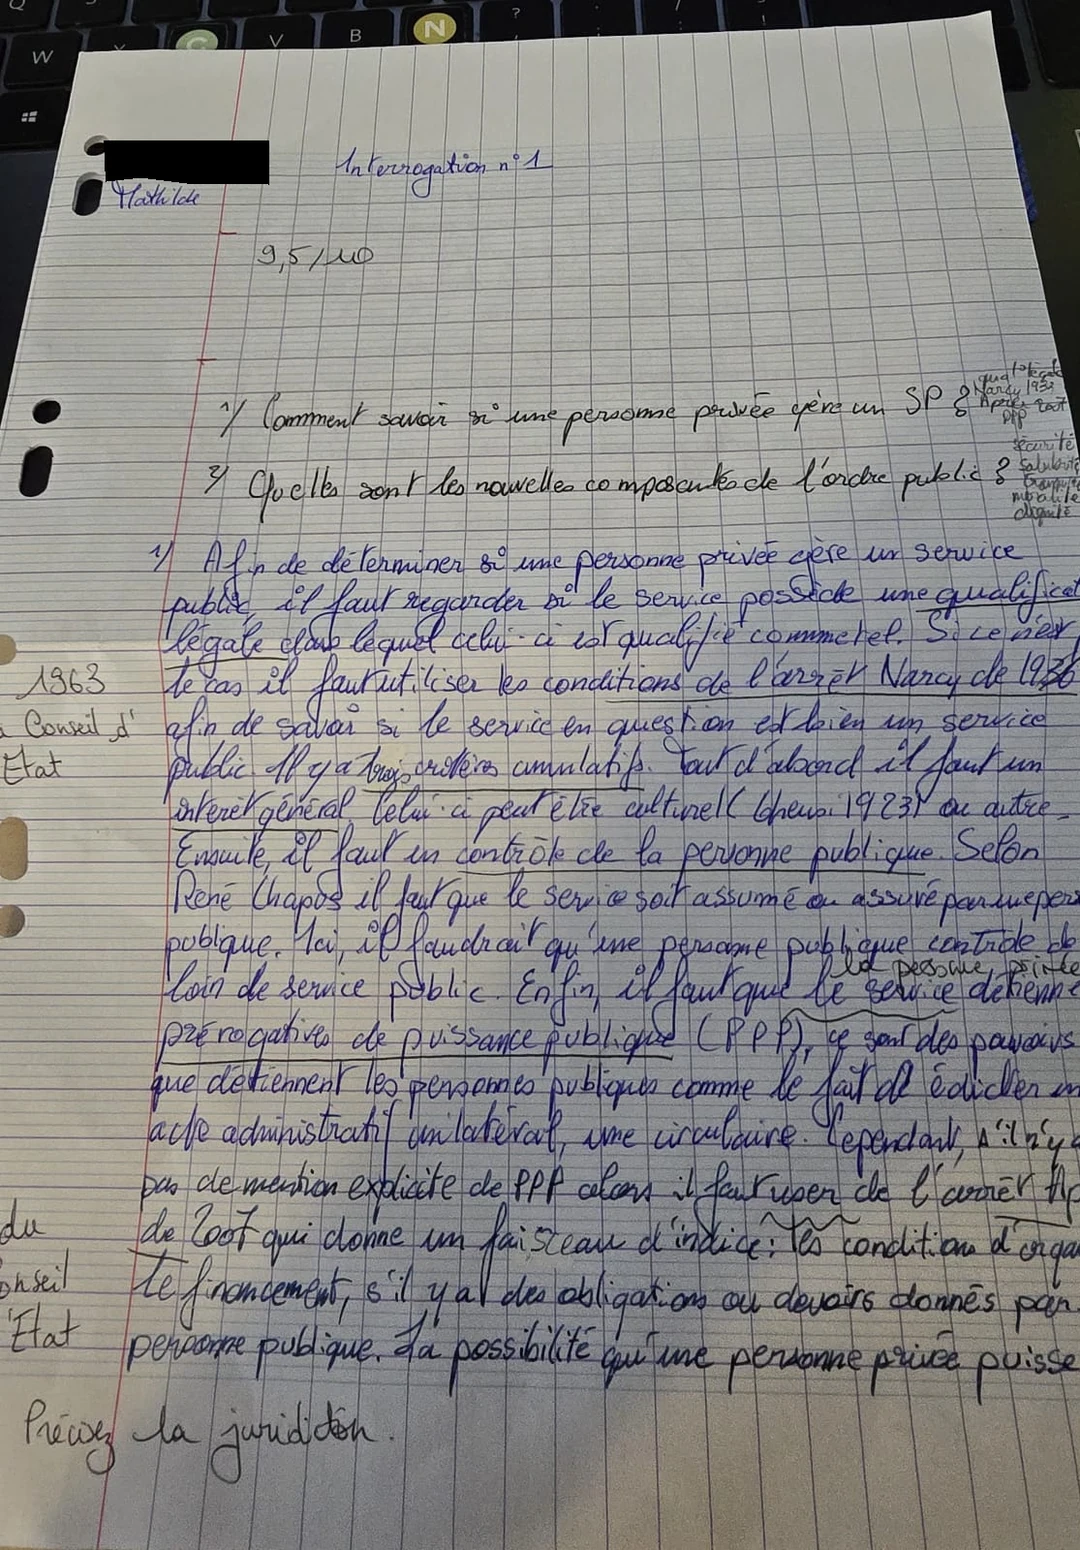 W
V
B
N
?
Interrogation n°1
Mathilde
9,5/10
qual° légale
Narcy 193
Aprei 2007
PPP
1/ Comment savoir si une personne privée gère un SP ?
sécurité
salubrité
moralité
dignité
2/ Quelles sont les nouvelles composantes de l'ordre public ?
1/ Afin de déterminer si une personne privée gère un service
public, il faut regarder si le service possède une qualificat
légale dans lequel celui-ci est qualifié comme tel. Si ce n'est
1963
le cas il faut utiliser les conditions de l'arrêt Narcy de 1936
Conseil d'
afin de savoir si le service en question est bien un service
Etat
public. Il y a trois critères cumulatifs. Tout d'abord il faut un
intérêt général. Celui-ci peut être culturel (Gheusi 1923) ou autre.
Ensuite, il faut un contrôle de la personne publique. Selon
René Chapus il faut que le service soit assumé ou assuré par une pers
publique. Ici, il faudrait qu'une personne publique contrôle de
la personne privée
loin de service public. Enfin, il faut que le service détienne
prérogatives de puissance publique (PPP), ce sont des pouvoirs
que détiennent les personnes publiques comme le fait d' édicter un
acte administratif unilatéral, une circulaire. Cependant, s'il n'y a
pas de mention explicite de PPP alors il faut user de l'arrêt Ap
du
de 2007 qui donne un faisceau d'indice : les conditions d'orga
Conseil
le financement, s'il y a des obligations ou devoirs donnés par
'Etat
personne publique. La possibilité qu'une personne privée puisse
Précisez la juridiction.